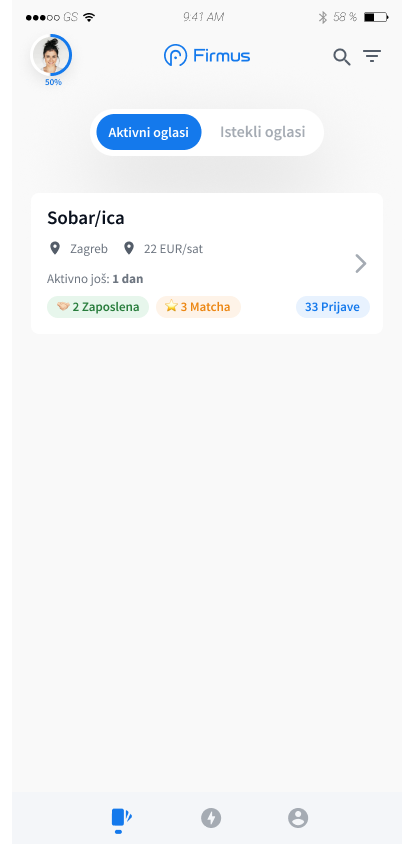 GS 9:41 AM 58 %
50%
Firmus
Aktivni oglasi Istekli oglasi
Sobar/ica
Zagreb 22 EUR/sat
Aktivno još: 1 dan
2 Zaposlena 3 Matcha 33 Prijave